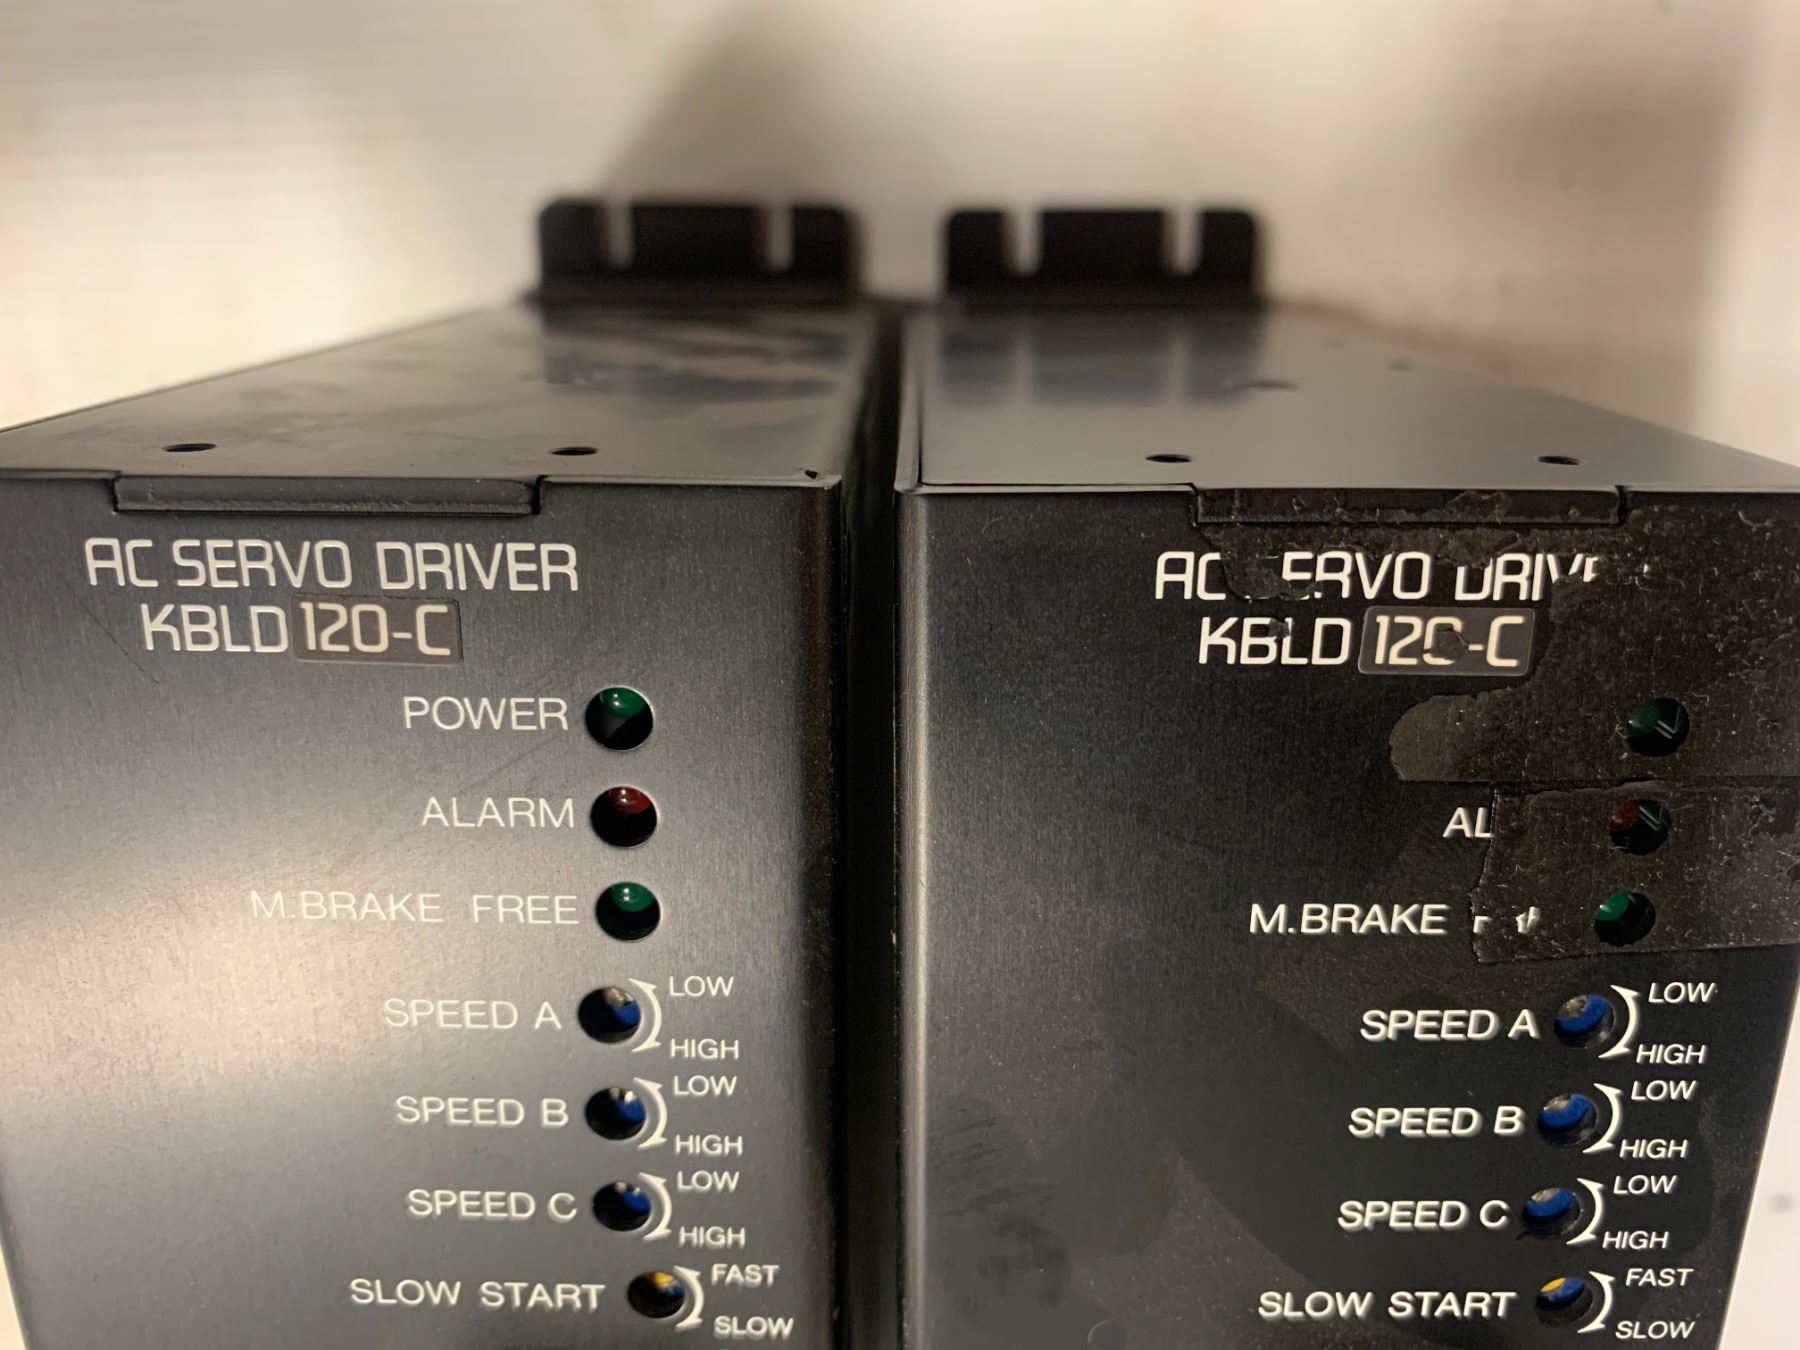 AC SERVO DRIVER
KBLD 120-C
POWER
ALARM
M.BRAKE FREE
SPEED A
LOW
HIGH
SPEED B
LOW
HIGH
SPEED C
LOW
HIGH
SLOW START
FAST
SLOW
KBLD 120-C
M.BRAKE
SPEED A
LOW
HIGH
SPEED B
LOW
HIGH
SPEED C
LOW
HIGH
SLOW START
FAST
SLOW